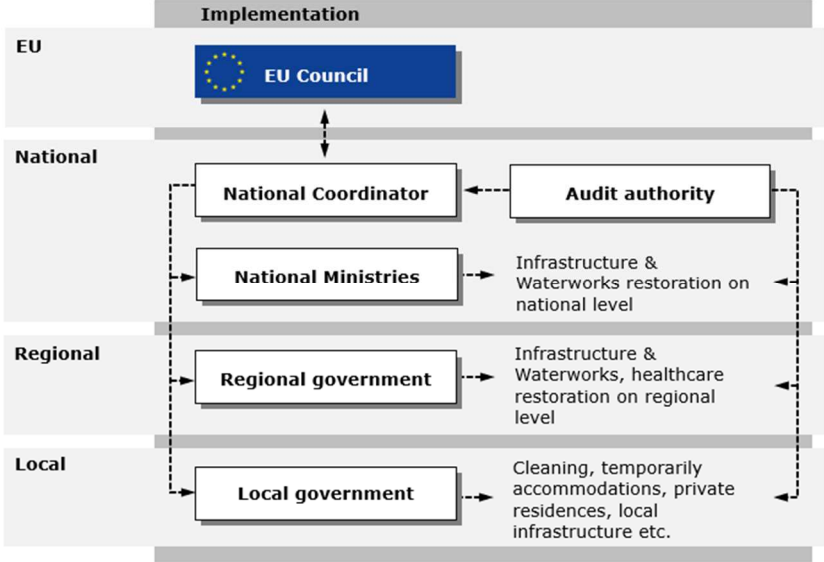 Implementation
EU
EU Council
National
National Coordinator
Audit authority
National Ministries
Infrastructure &
Waterworks restoration on
national level
Regional
Regional government
Infrastructure &
Waterworks, healthcare
restoration on regional
level
Local
Local government
Cleaning, temporarily
accommodations, private
residences, local
infrastructure etc.